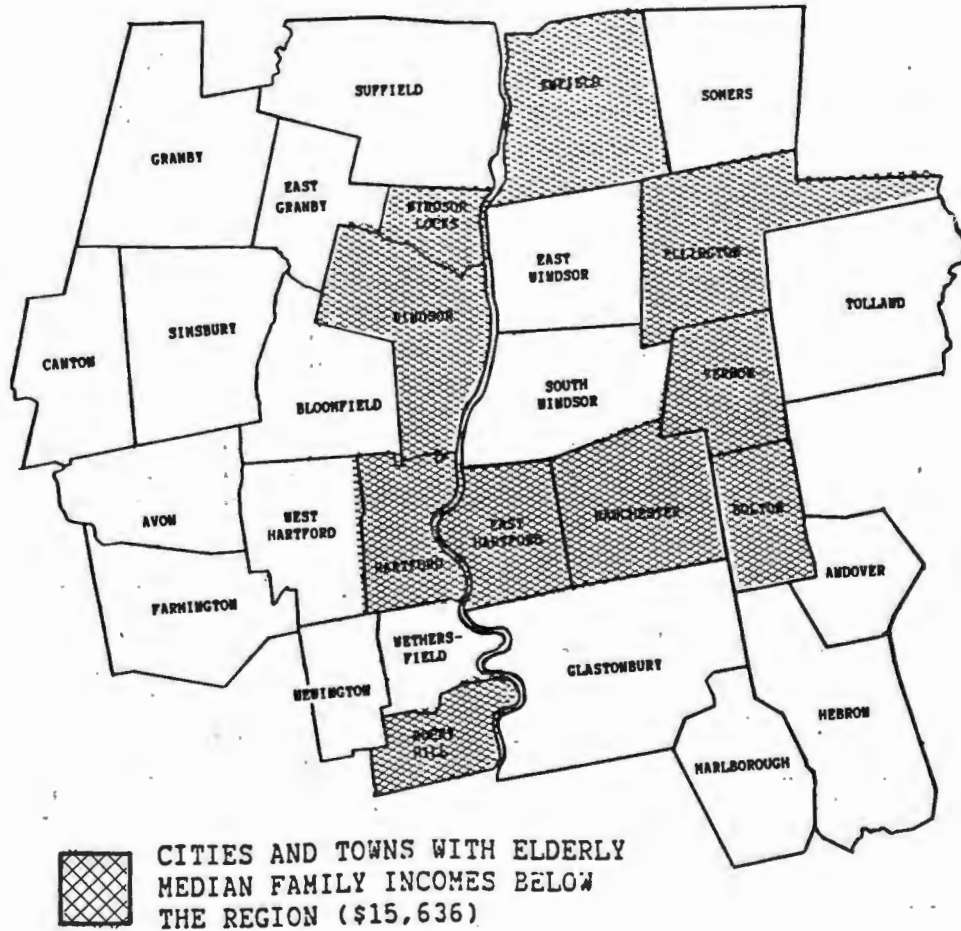 SUFFIELD
ENFIELD
SOMERS
GRANBY
EAST
GRANBY
WINDSOR
LOCKS
EAST
WINDSOR
ELLINGTON
TOLLAND
CANTON
SIMSBURY
WINDSOR
BLOOMFIELD
SOUTH
WINDSOR
VERNON
AVON
WEST
HARTFORD
HARTFORD
EAST
HARTFORD
MANCHESTER
BOLTON
ANDOVER
FARMINGTON
WETHERS-
FIELD
NEWINGTON
GLASTONBURY
HEBRON
ROCKY
HILL
MARLBOROUGH
CITIES AND TOWNS WITH ELDERLY
MEDIAN FAMILY INCOMES BELOW
THE REGION ($15,636)